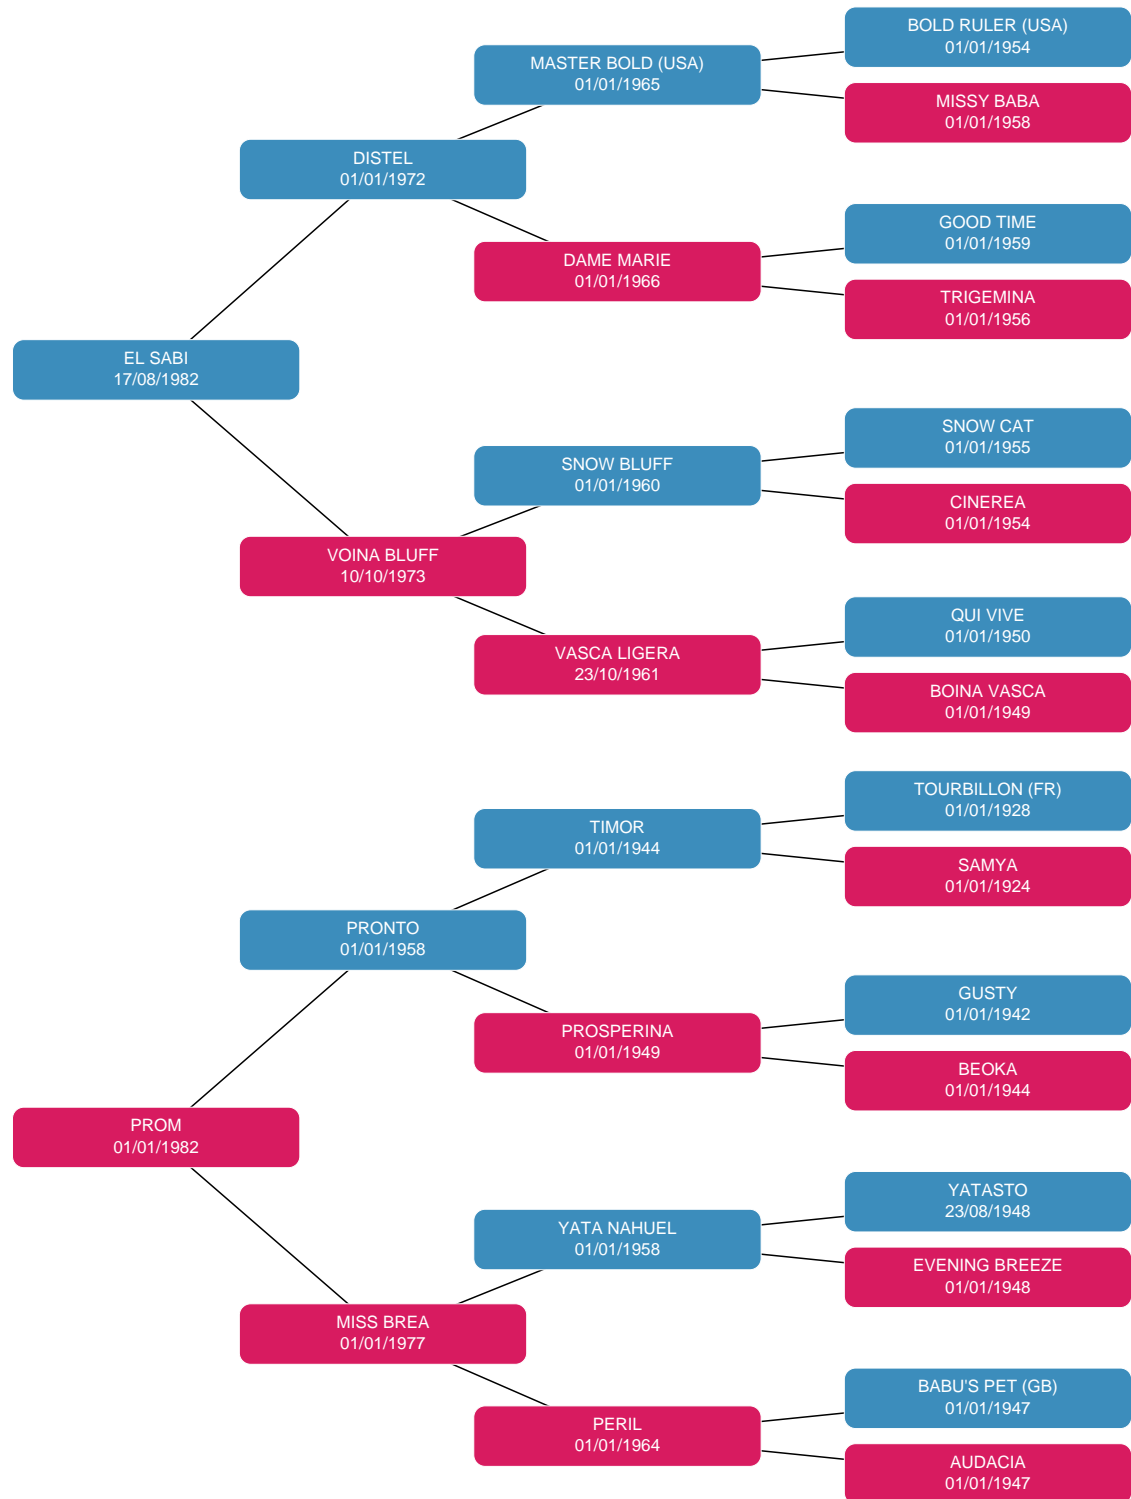 BOLD RULER (USA)
01/01/1954
MASTER BOLD (USA)
01/01/1965
MISSY BABA
01/01/1958
DISTEL
01/01/1972
GOOD TIME
01/01/1959
DAME MARIE
01/01/1966
TRIGEMINA
01/01/1956
EL SABI
17/08/1982
SNOW CAT
01/01/1955
SNOW BLUFF
01/01/1960
CINEREA
01/01/1954
VOINA BLUFF
10/10/1973
QUI VIVE
01/01/1950
VASCA LIGERA
23/10/1961
BOINA VASCA
01/01/1949
TOURBILLON (FR)
01/01/1928
TIMOR
01/01/1944
SAMYA
01/01/1924
PRONTO
01/01/1958
GUSTY
01/01/1942
PROSPERINA
01/01/1949
BEOKA
01/01/1944
PROM
01/01/1982
YATASTO
23/08/1948
YATA NAHUEL
01/01/1958
EVENING BREEZE
01/01/1948
MISS BREA
01/01/1977
BABU'S PET (GB)
01/01/1947
PERIL
01/01/1964
AUDACIA
01/01/1947